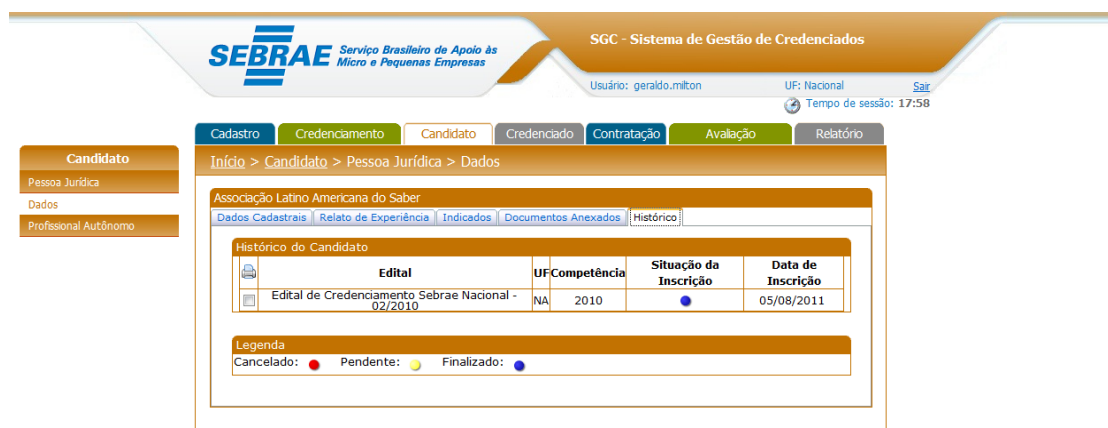 SEBRAE Serviço Brasileiro de Apoio às
Micro e Pequenas Empresas
SGC - Sistema de Gestão de Credenciados
Usuário: geraldo.milton UF: Nacional Sair
Tempo de sessão: 17:58
Cadastro Credenciamento Candidato Credenciado Contratação Avaliação Relatório
Candidato
Pessoa Jurídica
Dados
Profissional Autônomo
Início > Candidato > Pessoa Jurídica > Dados
Associação Latino Americana do Saber
Dados Cadastrais Relato de Experiência Indicados Documentos Anexados Histórico
Histórico do Candidato
Edital UF Competência Situação da Inscrição Data de Inscrição
Edital de Credenciamento Sebrae Nacional - 02/2010 NA 2010 05/08/2011
Legenda
Cancelado: Pendente: Finalizado: